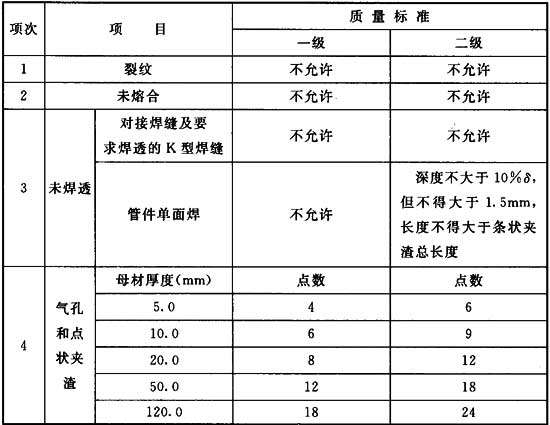 项次 项 目 质量标准
一级 二级
1 裂纹 不允许 不允许
2 未熔合 不允许 不允许
3 未焊透 对接焊缝及要求焊透的K型焊缝 不允许 不允许
管件单面焊 不允许 深度不大于10%δ,但不得大于1.5mm,长度不得大于条状夹渣总长度
4 气孔和点状夹渣 母材厚度(mm) 点数 点数
5.0 4 6
10.0 6 9
20.0 8 12
50.0 12 18
120.0 18 24